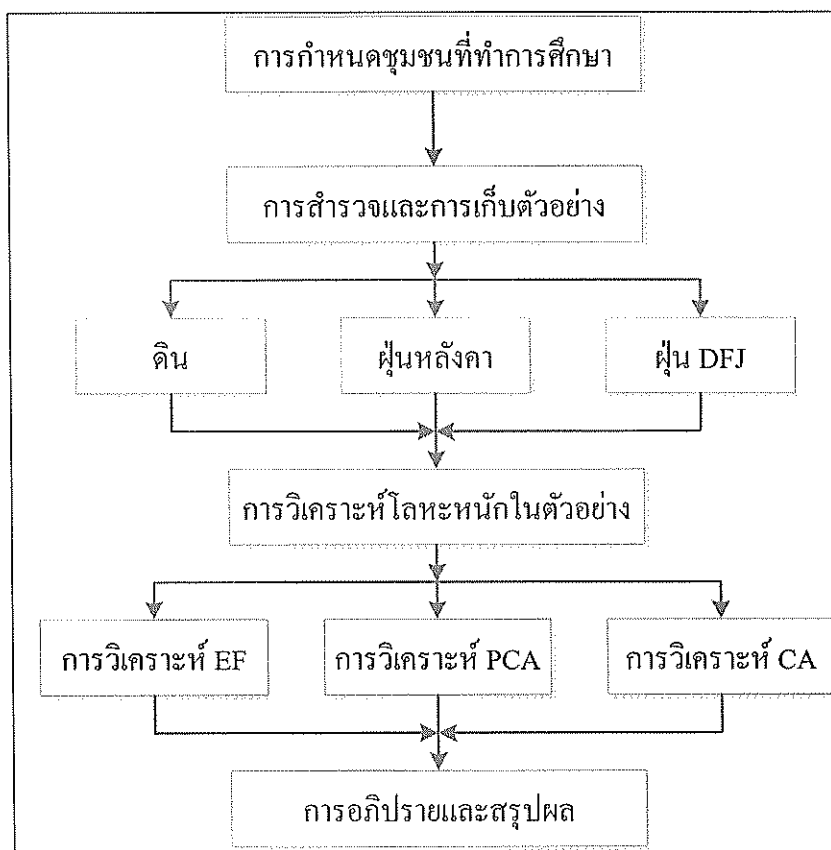 การกำหนดชุมชนที่ทำการศึกษา
การสำรวจและการเก็บตัวอย่าง
ดิน
ฝุ่นหลังคา
ฝุ่น DFJ
การวิเคราะห์โลหะหนักในตัวอย่าง
การวิเคราะห์ EF
การวิเคราะห์ PCA
การวิเคราะห์ CA
การอภิปรายและสรุปผล